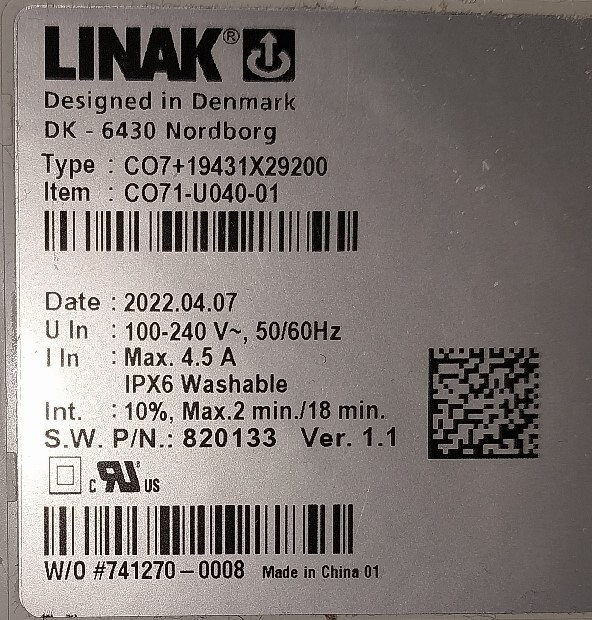 LINAK®
Designed in Denmark
DK - 6430 Nordborg
Type : CO7+19431X29200
Item : CO71-U040-01
Date : 2022.04.07
U In : 100-240 V~, 50/60Hz
I In : Max. 4.5 A
IPX6 Washable
Int. : 10%, Max.2 min./18 min.
S.W. P/N.: 820133 Ver. 1.1
c RU US
W/O #741270-0008 Made in China 01